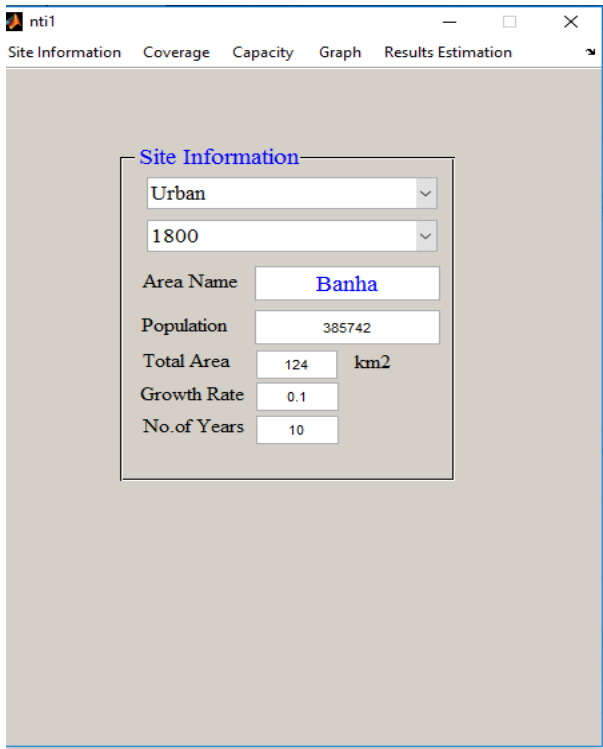 nti1
Site Information Coverage Capacity Graph Results Estimation
Site Information
Urban
1800
Area Name Banha
Population 385742
Total Area 124 km2
Growth Rate 0.1
No.of Years 10